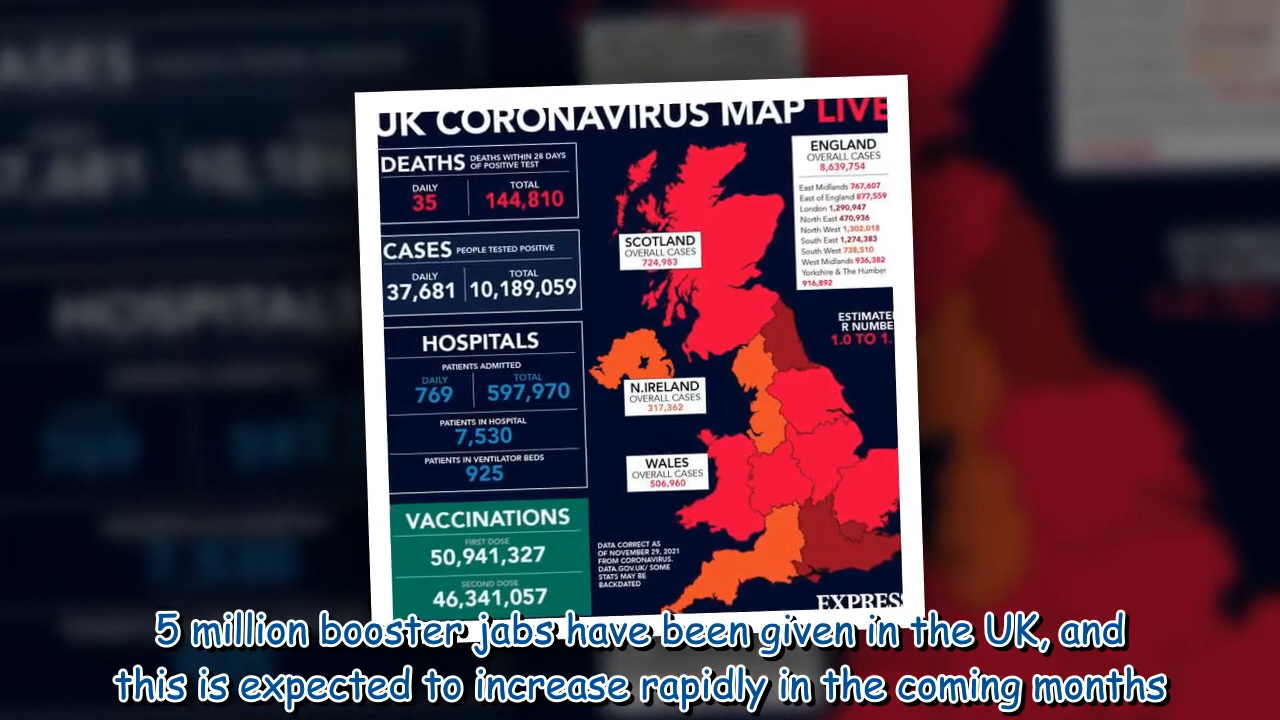 UK CORONAVIRUS MAP LIVE
DEATHS DEATHS WITHIN 28 DAYS
OF POSITIVE TEST
DAILY TOTAL
35 144,810
CASES PEOPLE TESTED POSITIVE
DAILY TOTAL
37,681 10,189,059
HOSPITALS
PATIENTS ADMITTED
DAILY TOTAL
769 597,970
PATIENTS IN HOSPITAL
7,530
PATIENTS IN VENTILATOR BEDS
925
VACCINATIONS
FIRST DOSE
50,941,327
SECOND DOSE
46,341,057
SCOTLAND
OVERALL CASES
724,983
N.IRELAND
OVERALL CASES
317,362
WALES
OVERALL CASES
506,960
ENGLAND
OVERALL CASES
8,639,754
East Midlands 767,607
East of England 877,559
London 1,290,947
North East 470,936
North West 1,302,018
South East 1,274,383
South West 738,510
West Midlands 936,382
Yorkshire & The Humber
916,892
ESTIMATE
R NUMBE
1.0 TO 1.
DATA CORRECT AS
OF NOVEMBER 29, 2021
FROM CORONAVIRUS.
DATA.GOV.UK/ SOME
STATS MAY BE
BACKDATED
EXPRESS
5 million booster jabs have been given in the UK, and
this is expected to increase rapidly in the coming months